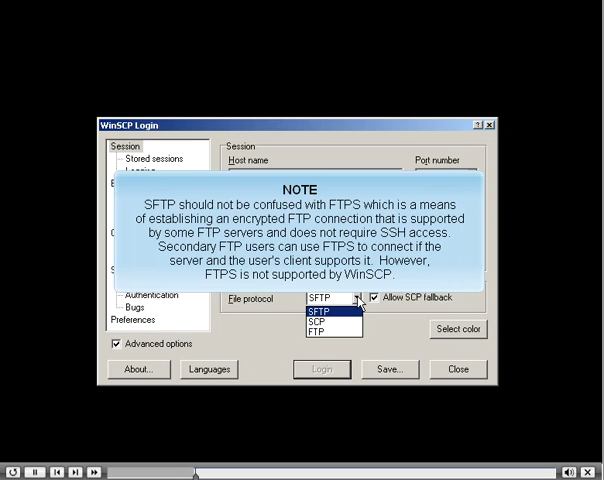 WinSCP Login
Session
Session
Stored sessions
Host name
Port number
NOTE
SFTP should not be confused with FTPS which is a means
of establishing an encrypted FTP connection that is supported
by some FTP servers and does not require SSH access.
Secondary FTP users can use FTPS to connect if the
server and the user's client supports it. However,
FTPS is not supported by WinSCP.
Authentication
Bugs
Preferences
File protocol
SFTP
Allow SCP fallback
SFTP
SCP
FTP
Select color
Advanced options
About...
Languages
Login
Save...
Close